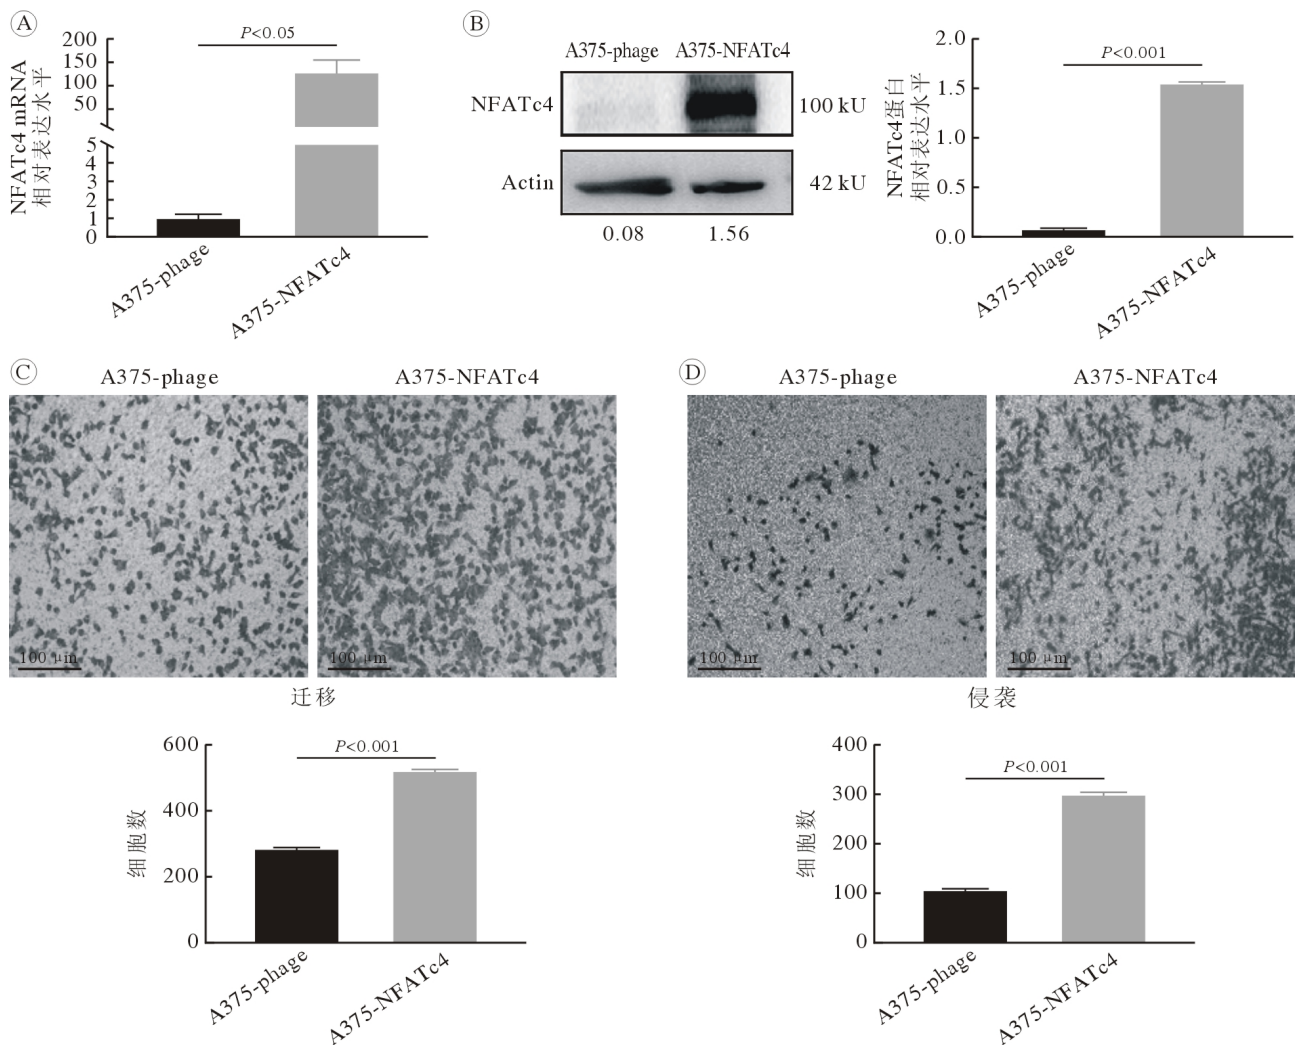 A
NFATc4 mRNA
相对表达水平
200
150
100
50
5
4
3
2
1
0
P<0.05
A375-phage
A375-NFATc4
B
A375-phage A375-NFATc4
NFATc4 100 kU
Actin 42 kU
0.08 1.56
NFATc4蛋白
相对表达水平
2.0
1.5
1.0
0.5
0.0
P<0.001
A375-phage
A375-NFATc4
C
A375-phage A375-NFATc4
100 μm 100 μm
迁移
细胞数
600
400
200
0
P<0.001
A375-phage
A375-NFATc4
D
A375-phage A375-NFATc4
100 μm 100 μm
侵袭
细胞数
400
300
200
100
0
P<0.001
A375-phage
A375-NFATc4